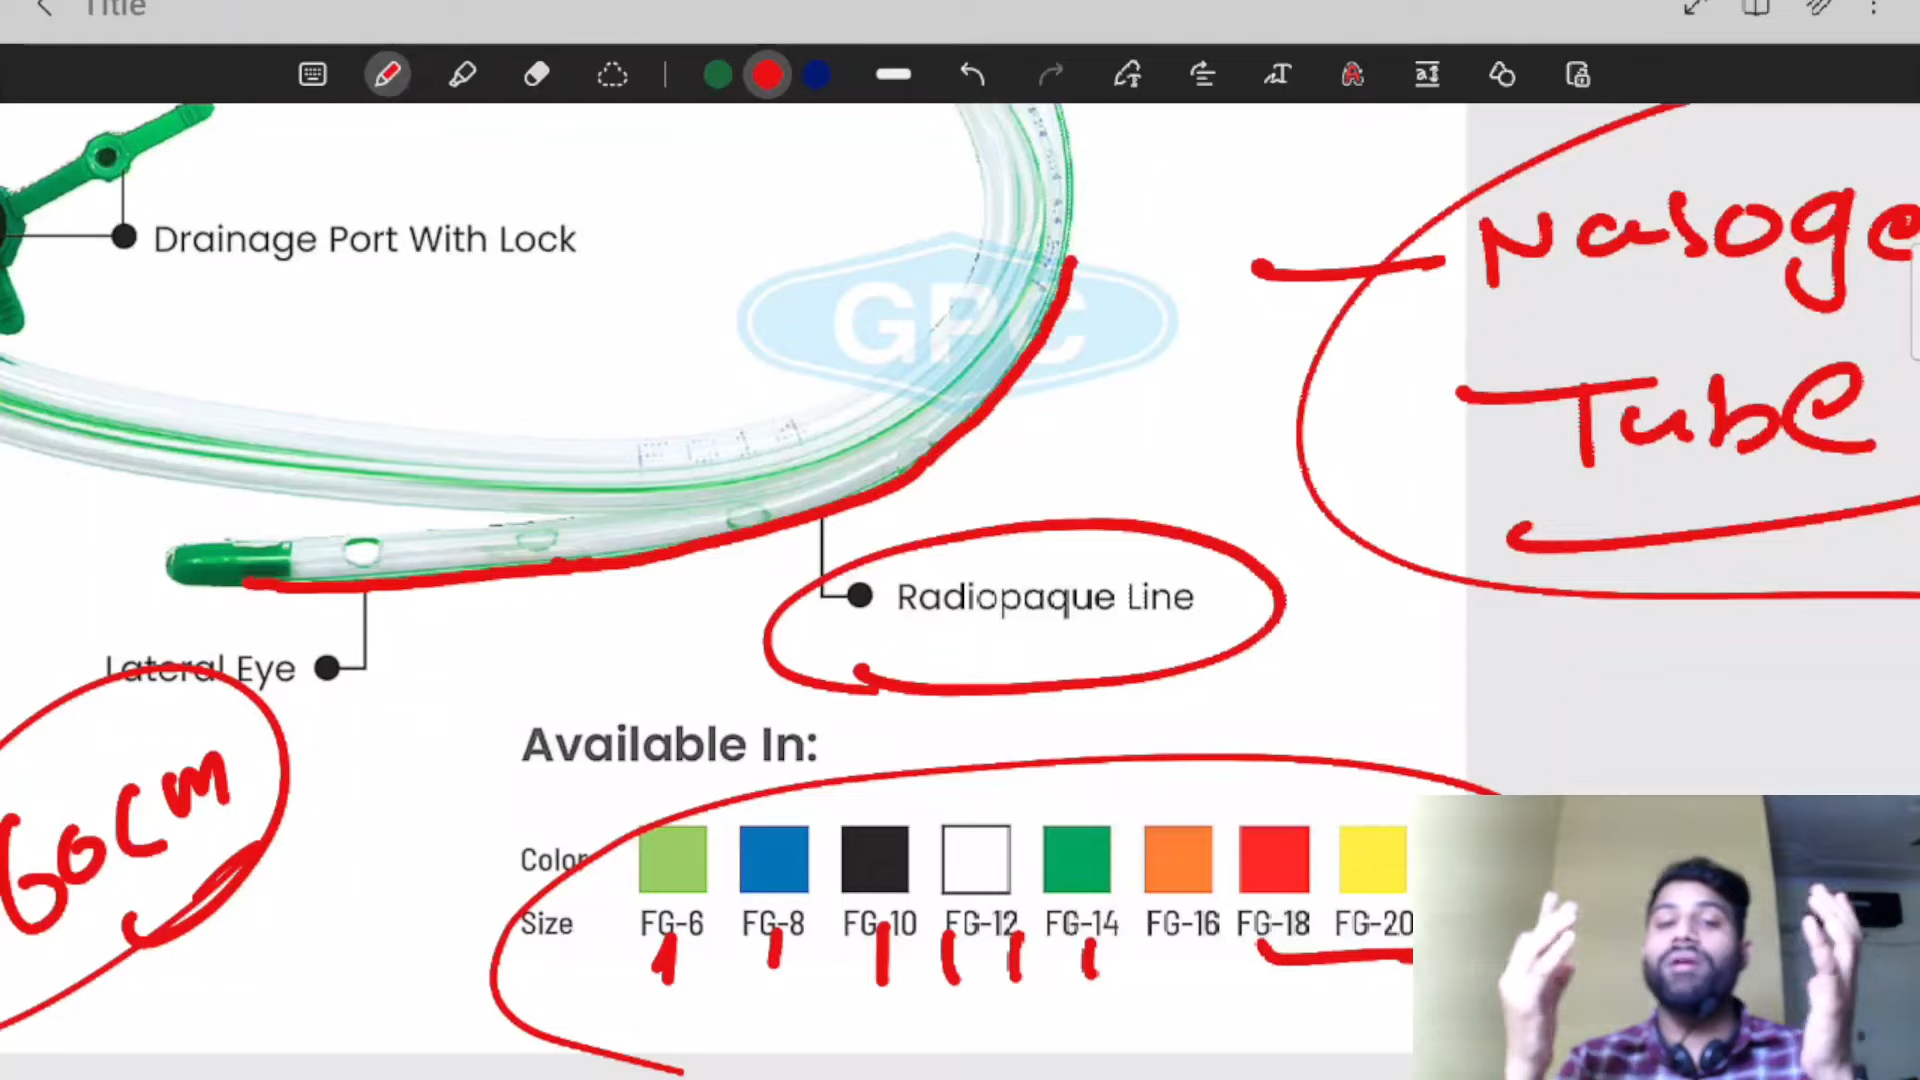 Title
Drainage Port With Lock
GPC
Tube
Radiopaque Line
Lateral Eye
60cm
Available In:
Color
Size FG-6 FG-8 FG-10 FG-12 FG-14 FG-16 FG-18 FG-20